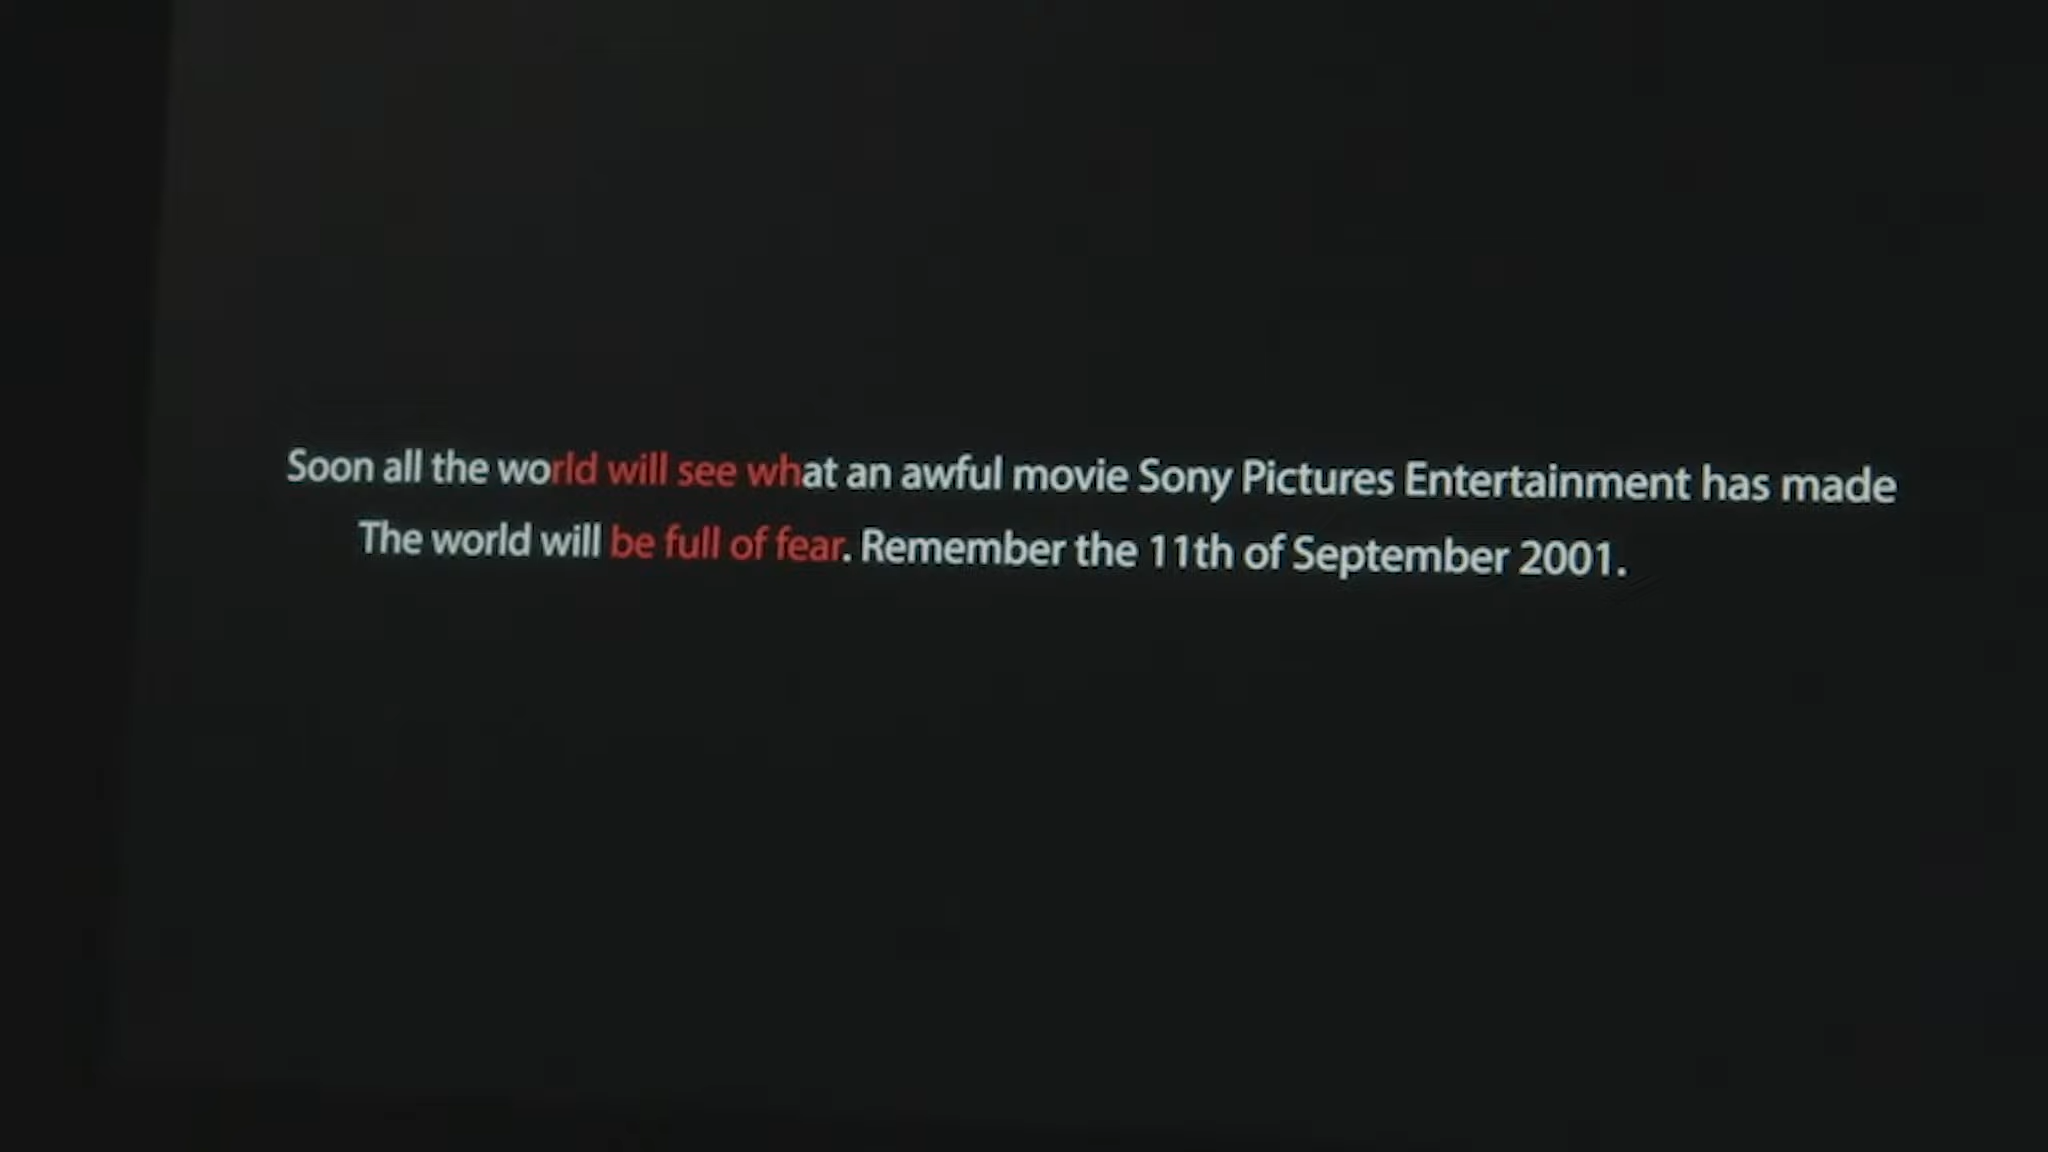 Soon all the world will see what an awful movie Sony Pictures Entertainment has made
The world will be full of fear. Remember the 11th of September 2001.